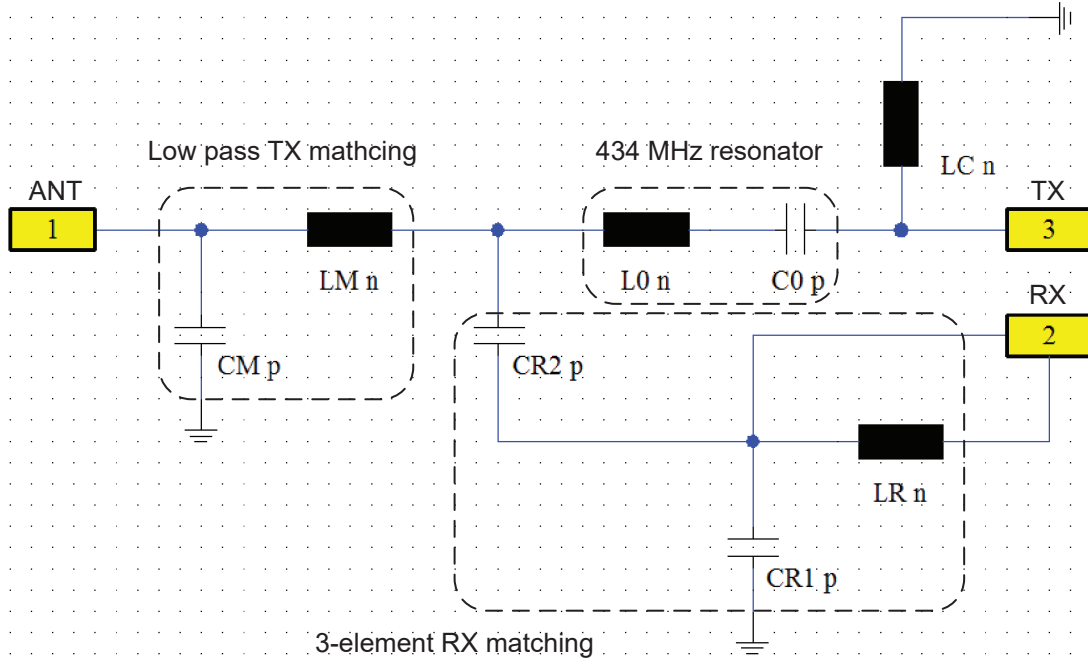 Low pass TX mathcing
434 MHz resonator
LC n
ANT
1
TX
3
LM n
L0 n
C0 p
RX
2
CM p
CR2 p
LR n
CR1 p
3-element RX matching